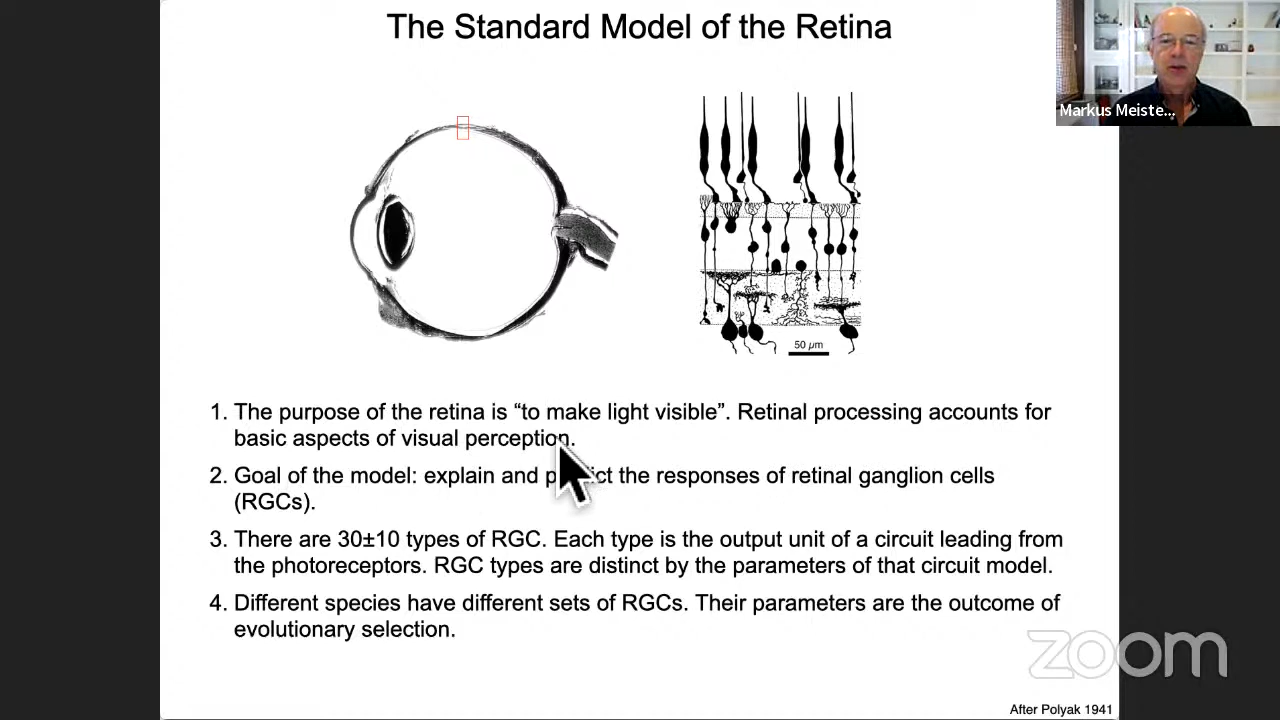 The Standard Model of the Retina
Markus Meiste...
50 µm
1. The purpose of the retina is “to make light visible”. Retinal processing accounts for
basic aspects of visual perception.
2. Goal of the model: explain and the responses of retinal ganglion cells
(RGCs).
3. There are 30±10 types of RGC. Each type is the output unit of a circuit leading from
the photoreceptors. RGC types are distinct by the parameters of that circuit model.
4. Different species have different sets of RGCs. Their parameters are the outcome of
evolutionary selection.
zoom
After Polyak 1941